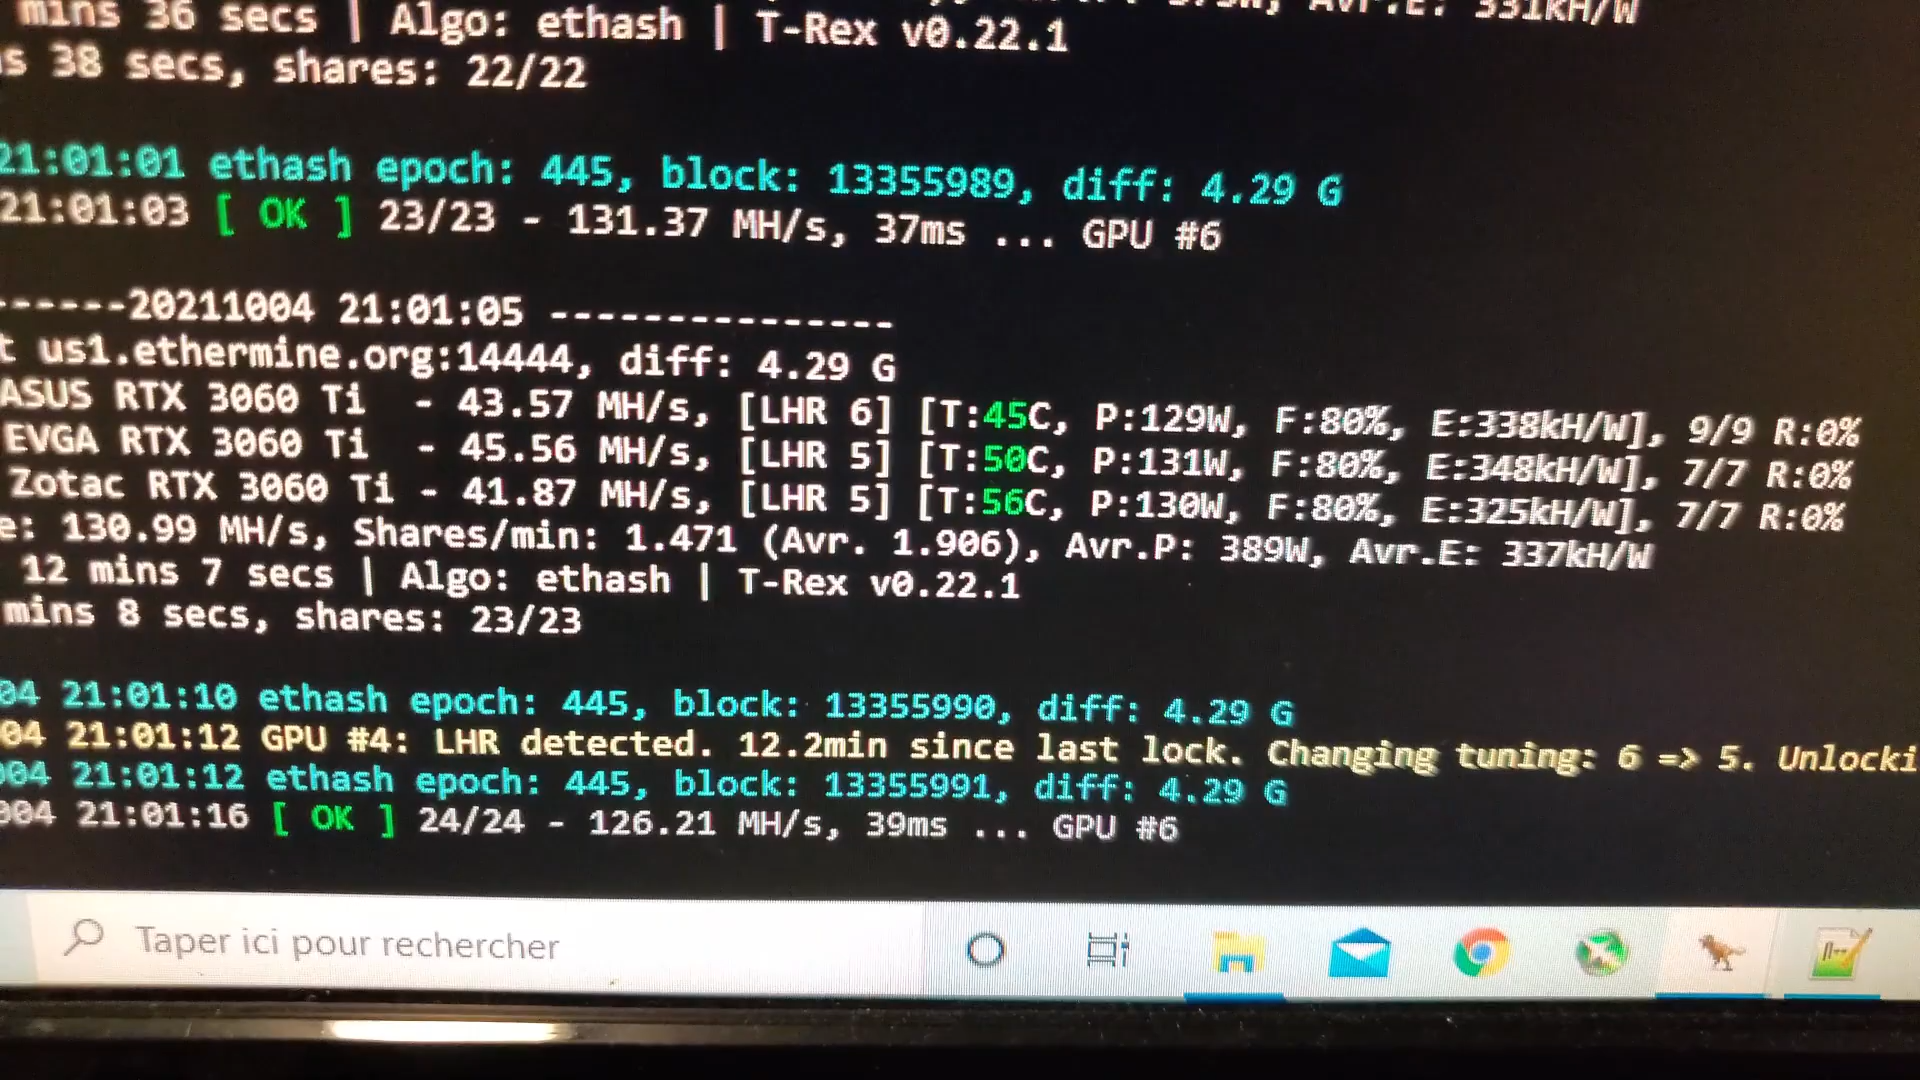 mins 36 secs | Algo: ethash | T-Rex v0.22.1
s 38 secs, shares: 22/22
21:01:01 ethash epoch: 445, block: 13355989, diff: 4.29 G
21:01:03 [ OK ] 23/23 - 131.37 MH/s, 37ms ... GPU #6
------20211004 21:01:05 ---------------
t us1.ethermine.org:14444, diff: 4.29 G
ASUS RTX 3060 Ti - 43.57 MH/s, [LHR 6] [T:45C, P:129W, F:80%, E:338kH/W], 9/9 R:0%
EVGA RTX 3060 Ti - 45.56 MH/s, [LHR 5] [T:50C, P:131W, F:80%, E:348kH/W], 7/7 R:0%
Zotac RTX 3060 Ti - 41.87 MH/s, [LHR 5] [T:56C, P:130W, F:80%, E:325kH/W], 7/7 R:0%
e: 130.99 MH/s, Shares/min: 1.471 (Avr. 1.906), Avr.P: 389W, Avr.E: 337kH/W
12 mins 7 secs | Algo: ethash | T-Rex v0.22.1
mins 8 secs, shares: 23/23
04 21:01:10 ethash epoch: 445, block: 13355990, diff: 4.29 G
04 21:01:12 GPU #4: LHR detected. 12.2min since last lock. Changing tuning: 6 => 5. Unlocki
004 21:01:12 ethash epoch: 445, block: 13355991, diff: 4.29 G
004 21:01:16 [ OK ] 24/24 - 126.21 MH/s, 39ms ... GPU #6
Taper ici pour rechercher